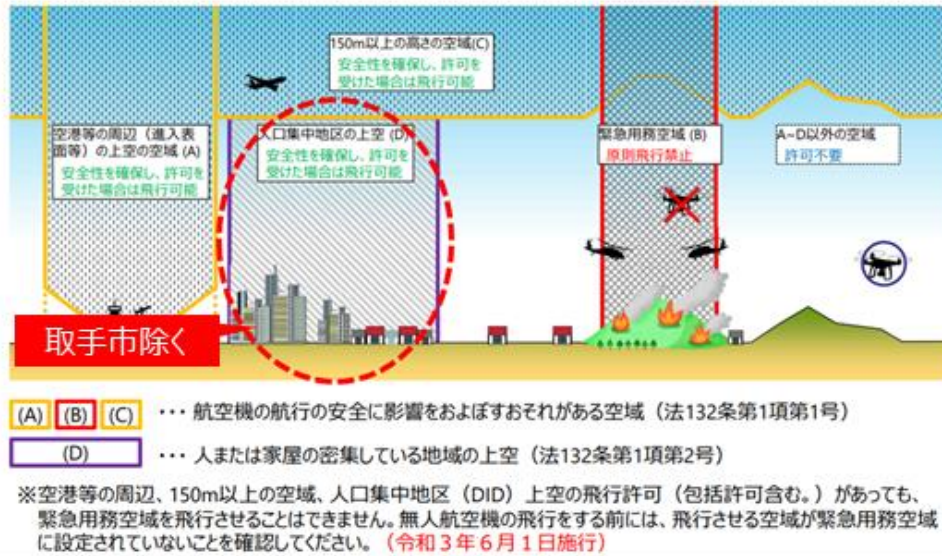 150m以上の高さの空域(C)
安全性を確保し、許可を
受けた場合は飛行可能
空港等の周辺（進入表
面等）の上空の空域 (A)
安全性を確保し、許可を
受けた場合は飛行可能
人口集中地区の上空 (D)
安全性を確保し、許可を
受けた場合は飛行可能
緊急用務空域 (B)
原則飛行禁止
A~D以外の空域
許可不要
取手市除く
(A) (B) (C) ･･･ 航空機の航行の安全に影響をおよぼすおそれがある空域（法132条第1項第1号）
(D) ･･･ 人または家屋の密集している地域の上空（法132条第1項第2号）
※空港等の周辺、150m以上の空域、人口集中地区（DID）上空の飛行許可（包括許可含む。）があっても、
緊急用務空域を飛行させることはできません。無人航空機の飛行をする前には、飛行させる空域が緊急用務空域
に設定されていないことを確認してください。（令和３年６月１日施行）